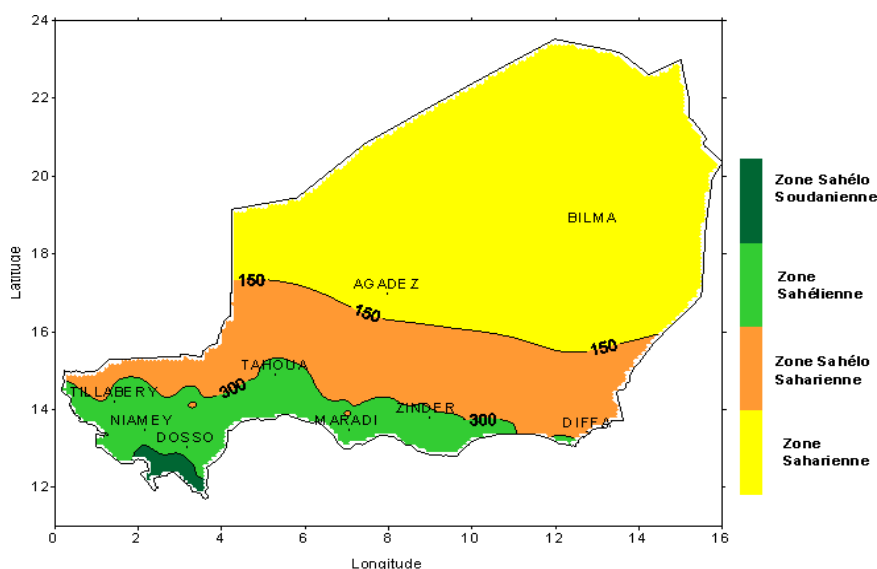 24
22
20
18
16
14
12
Latitude
0
2
4
6
8
10
12
14
16
Longitude
BILMA
AGADEZ
150
150
150
TAHOUA
300
TILLABERY
ZINDER
MARADI
300
DIFFA
NIAMEY
DOSSO
Zone Sahélo
Soudanienne
Zone
Sahélienne
Zone Sahélo
Saharienne
Zone
Saharienne